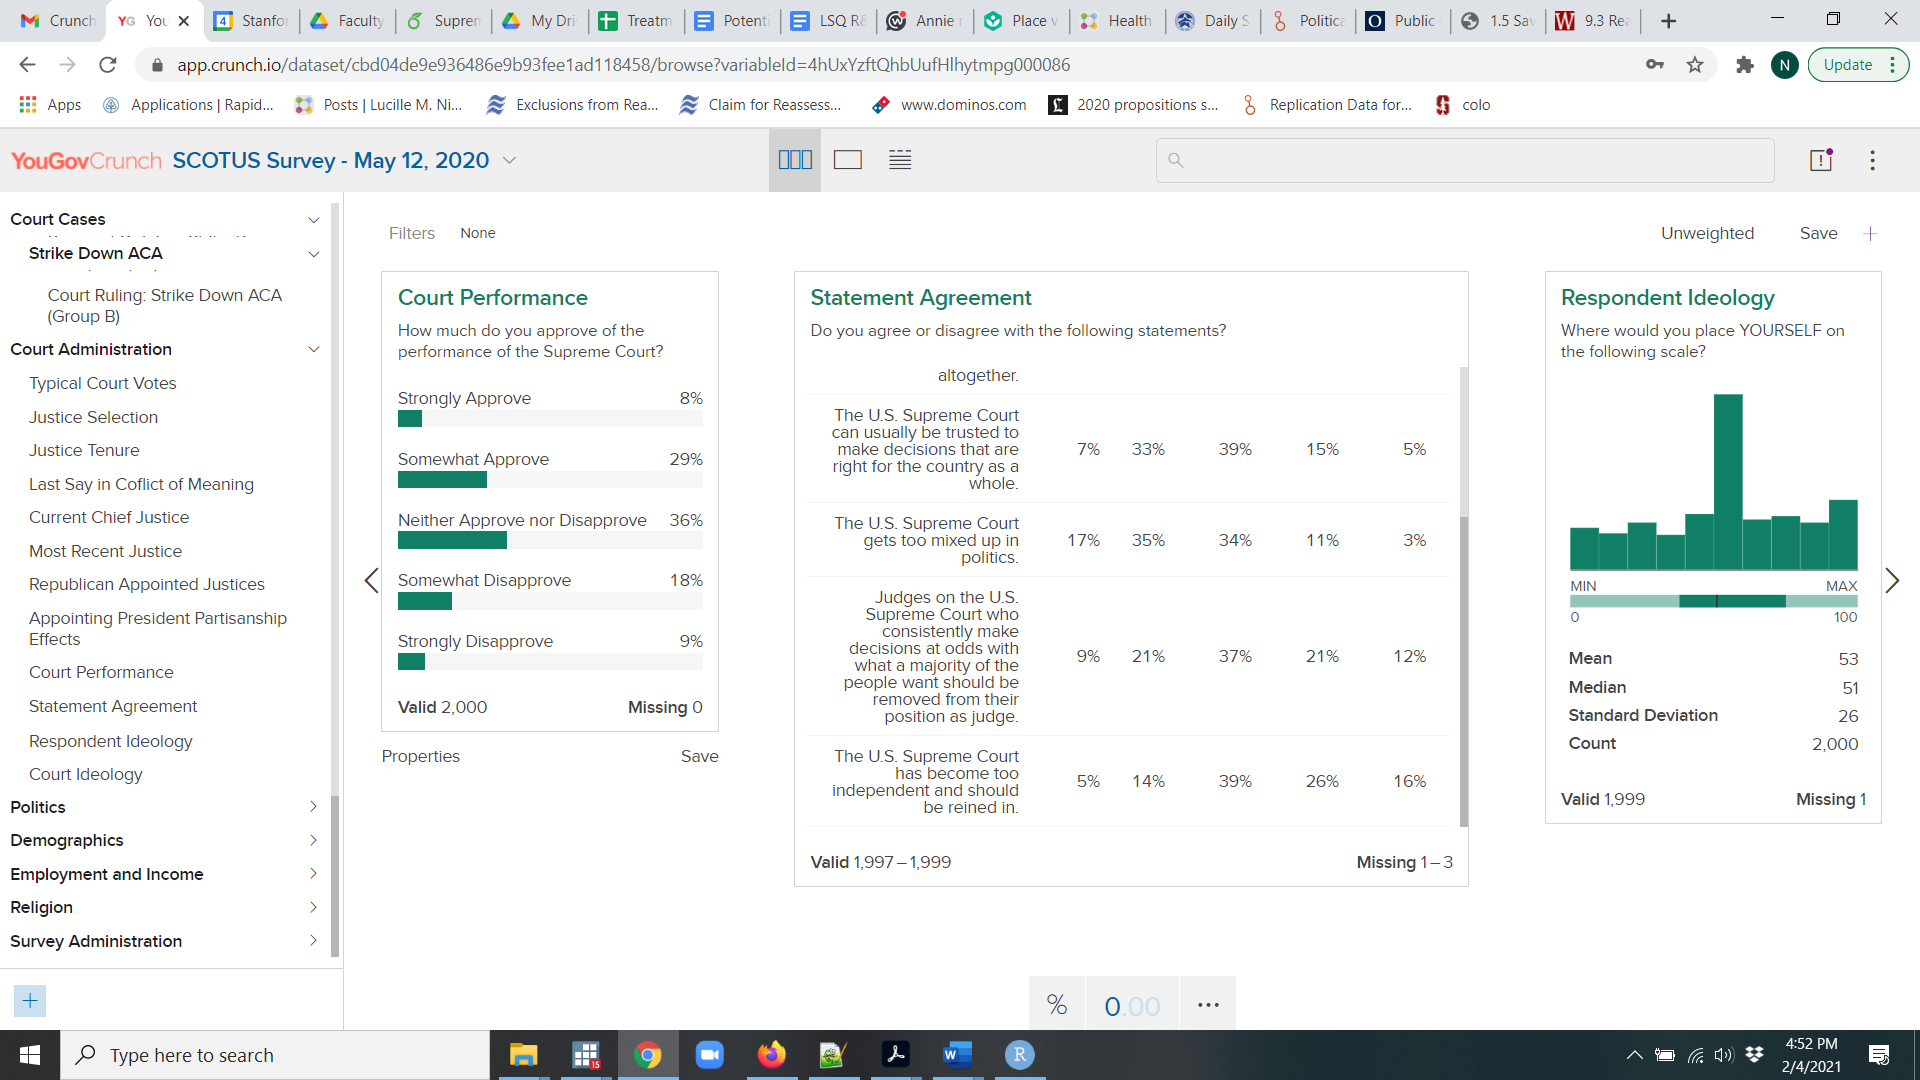 Crunch
YG You
4 Stanfo
Faculty
Suprem
My Dri
Treatm
Potenti
LSQ R&
Annie
Place v
Health
Daily S
Politica
O Public
1.5 Sav
W 9.3 Rea
app.crunch.io/dataset/cbd04de9e936486e9b93fee1ad118458/browse?variableId=4hUxYzftQhbUufHlhytmpg000086
N
Update
Apps
Applications | Rapid...
Posts | Lucille M. Ni...
Exclusions from Rea...
Claim for Reassess...
www.dominos.com
2020 propositions s...
Replication Data for...
colo
YouGovCrunch SCOTUS Survey - May 12, 2020
Court Cases
Strike Down ACA
Court Ruling: Strike Down ACA
(Group B)
Court Administration
Typical Court Votes
Justice Selection
Justice Tenure
Last Say in Coflict of Meaning
Current Chief Justice
Most Recent Justice
Republican Appointed Justices
Appointing President Partisanship
Effects
Court Performance
Statement Agreement
Respondent Ideology
Court Ideology
Politics
Demographics
Employment and Income
Religion
Survey Administration
+
Filters None
Unweighted Save +
Court Performance
How much do you approve of the
performance of the Supreme Court?
Strongly Approve 8%
Somewhat Approve 29%
Neither Approve nor Disapprove 36%
Somewhat Disapprove 18%
Strongly Disapprove 9%
Valid 2,000 Missing 0
Properties Save
Statement Agreement
Do you agree or disagree with the following statements?
altogether.
The U.S. Supreme Court
can usually be trusted to
make decisions that are 7% 33% 39% 15% 5%
right for the country as a
whole.
The U.S. Supreme Court
gets too mixed up in 17% 35% 34% 11% 3%
politics.
Judges on the U.S.
Supreme Court who
consistently make
decisions at odds with 9% 21% 37% 21% 12%
what a majority of the
people want should be
removed from their
position as judge.
The U.S. Supreme Court
has become too 5% 14% 39% 26% 16%
independent and should
be reined in.
Valid 1,997 – 1,999 Missing 1 – 3
Respondent Ideology
Where would you place YOURSELF on
the following scale?
MIN MAX
0 100
Mean 53
Median 51
Standard Deviation 26
Count 2,000
Valid 1,999 Missing 1
% 0.00 ...
Type here to search
15
R
4:52 PM
2/4/2021